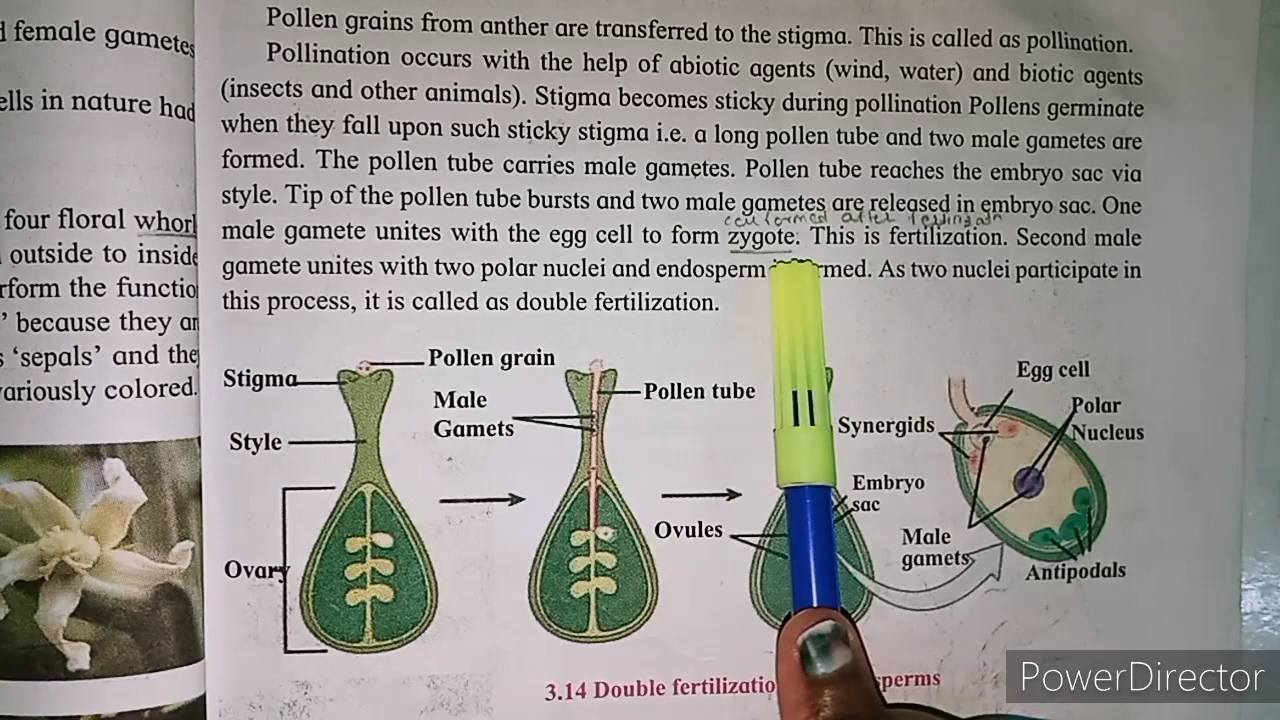 d female gametes
ells in nature had
four floral whorl
outside to inside
rform the functio
' because they ar
s 'sepals' and the
variously colored.
Pollen grains from anther are transferred to the stigma. This is called as pollination.
Pollination occurs with the help of abiotic agents (wind, water) and biotic agents
(insects and other animals). Stigma becomes sticky during pollination Pollens germinate
when they fall upon such sticky stigma i.e. a long pollen tube and two male gametes are
formed. The pollen tube carries male gametes. Pollen tube reaches the embryo sac via
style. Tip of the pollen tube bursts and two male gametes are released in embryo sac. One
cell formed after
male gamete unites with the egg cell to form zygote. This is fertilization. Second male
gamete unites with two polar nuclei and endosperm rmed. As two nuclei participate in
this process, it is called as double fertilization.
Pollen grain
Stigma
Style
Ovary
Male
Gamets
Pollen tube
Ovules
Embryo
sac
Egg cell
Synergids
Polar
Nucleus
Male
gamets
Antipodals
3.14 Double fertilizatio sperms
PowerDirector